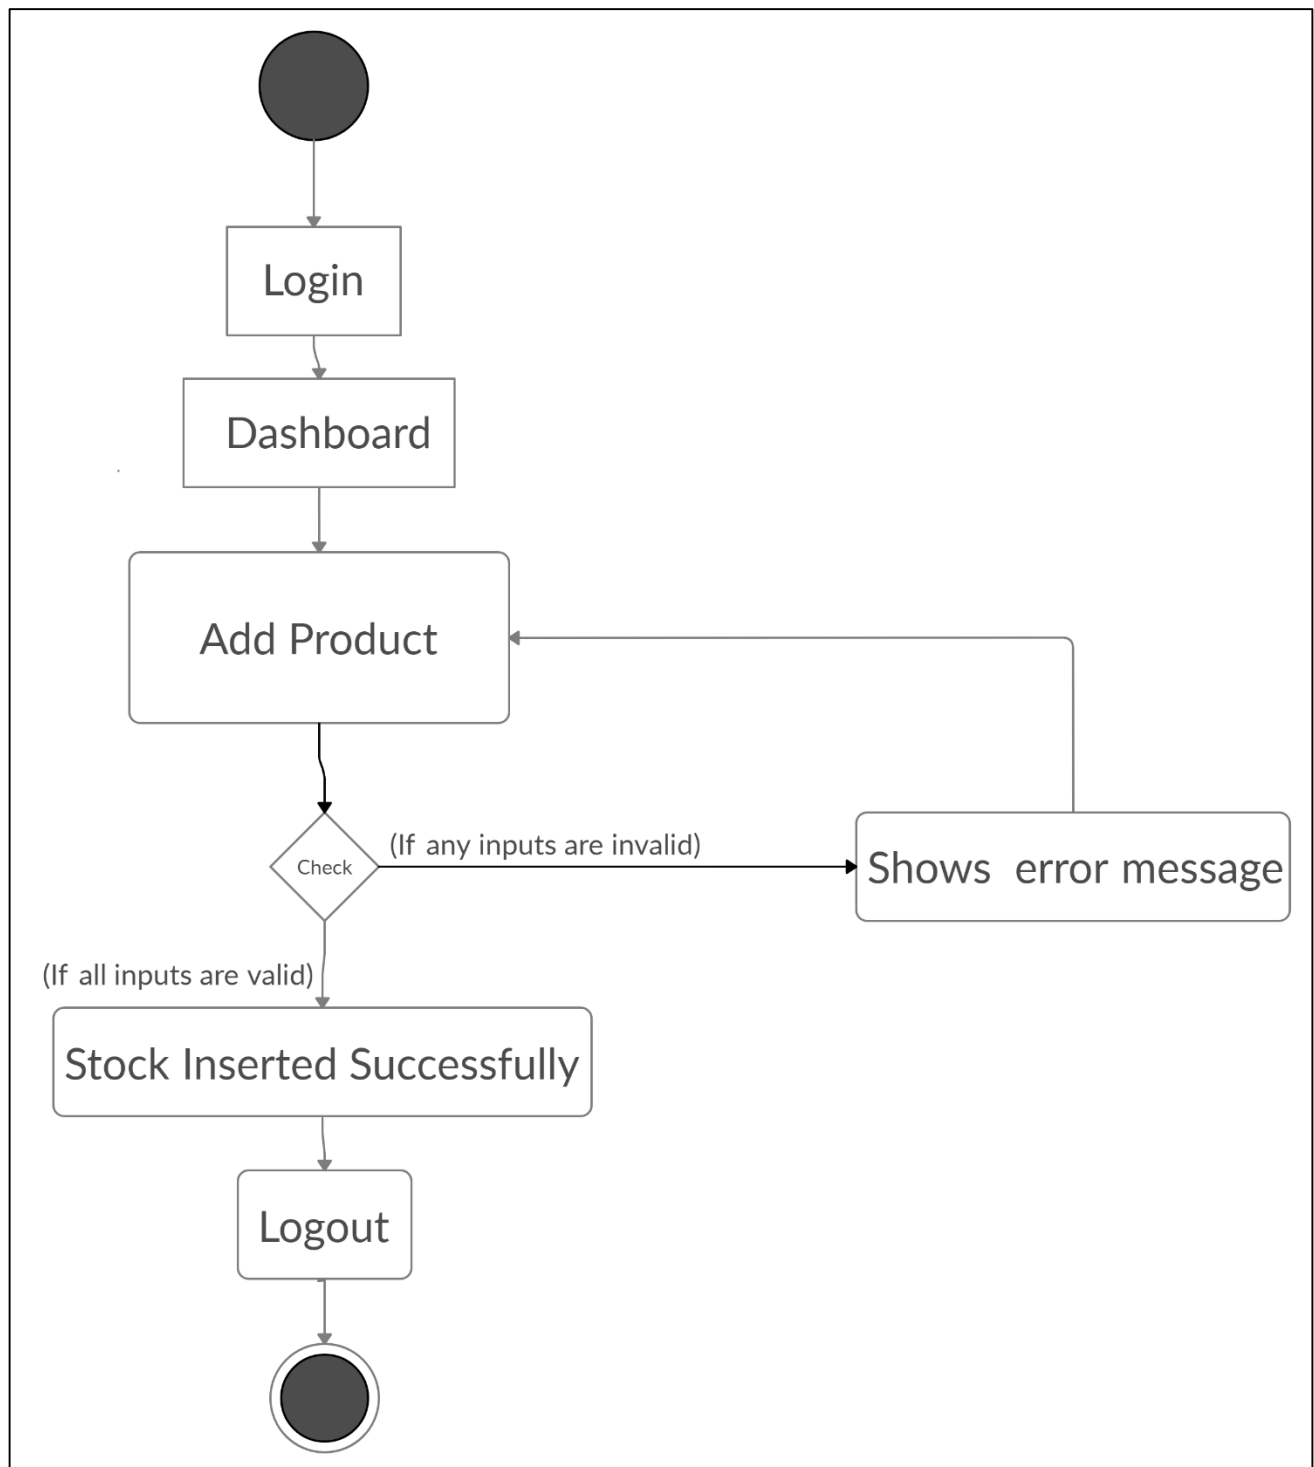 Login
Dashboard
Add Product
Check
(If any inputs are invalid)
Shows error message
(If all inputs are valid)
Stock Inserted Successfully
Logout